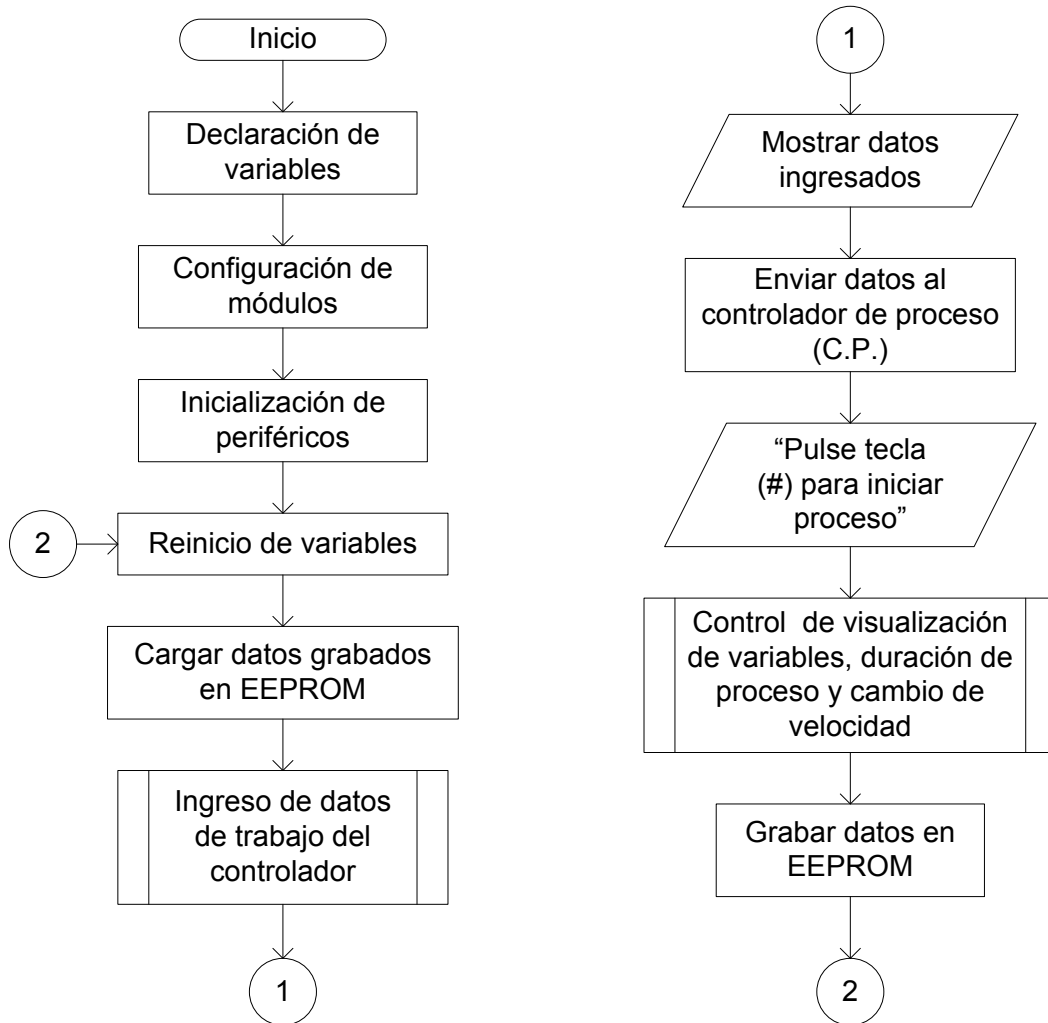 Inicio
Declaración de
variables
Configuración de
módulos
Inicialización de
periféricos
2
Reinicio de variables
Cargar datos grabados
en EEPROM
Ingreso de datos
de trabajo del
controlador
1
1
Mostrar datos
ingresados
Enviar datos al
controlador de proceso
(C.P.)
“Pulse tecla
(#) para iniciar
proceso”
Control de visualización
de variables, duración de
proceso y cambio de
velocidad
Grabar datos en
EEPROM
2